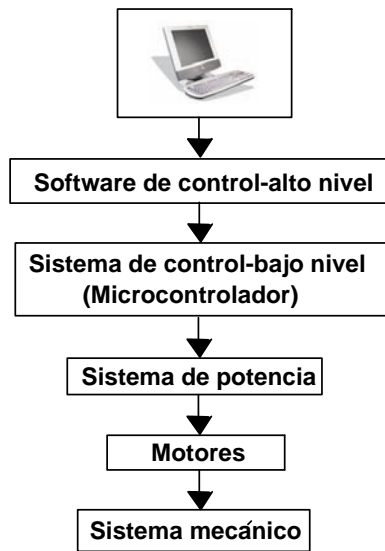 Software de control-alto nivel
Sistema de control-bajo nivel
(Microcontrolador)
Sistema de potencia
Motores
Sistema mecánico